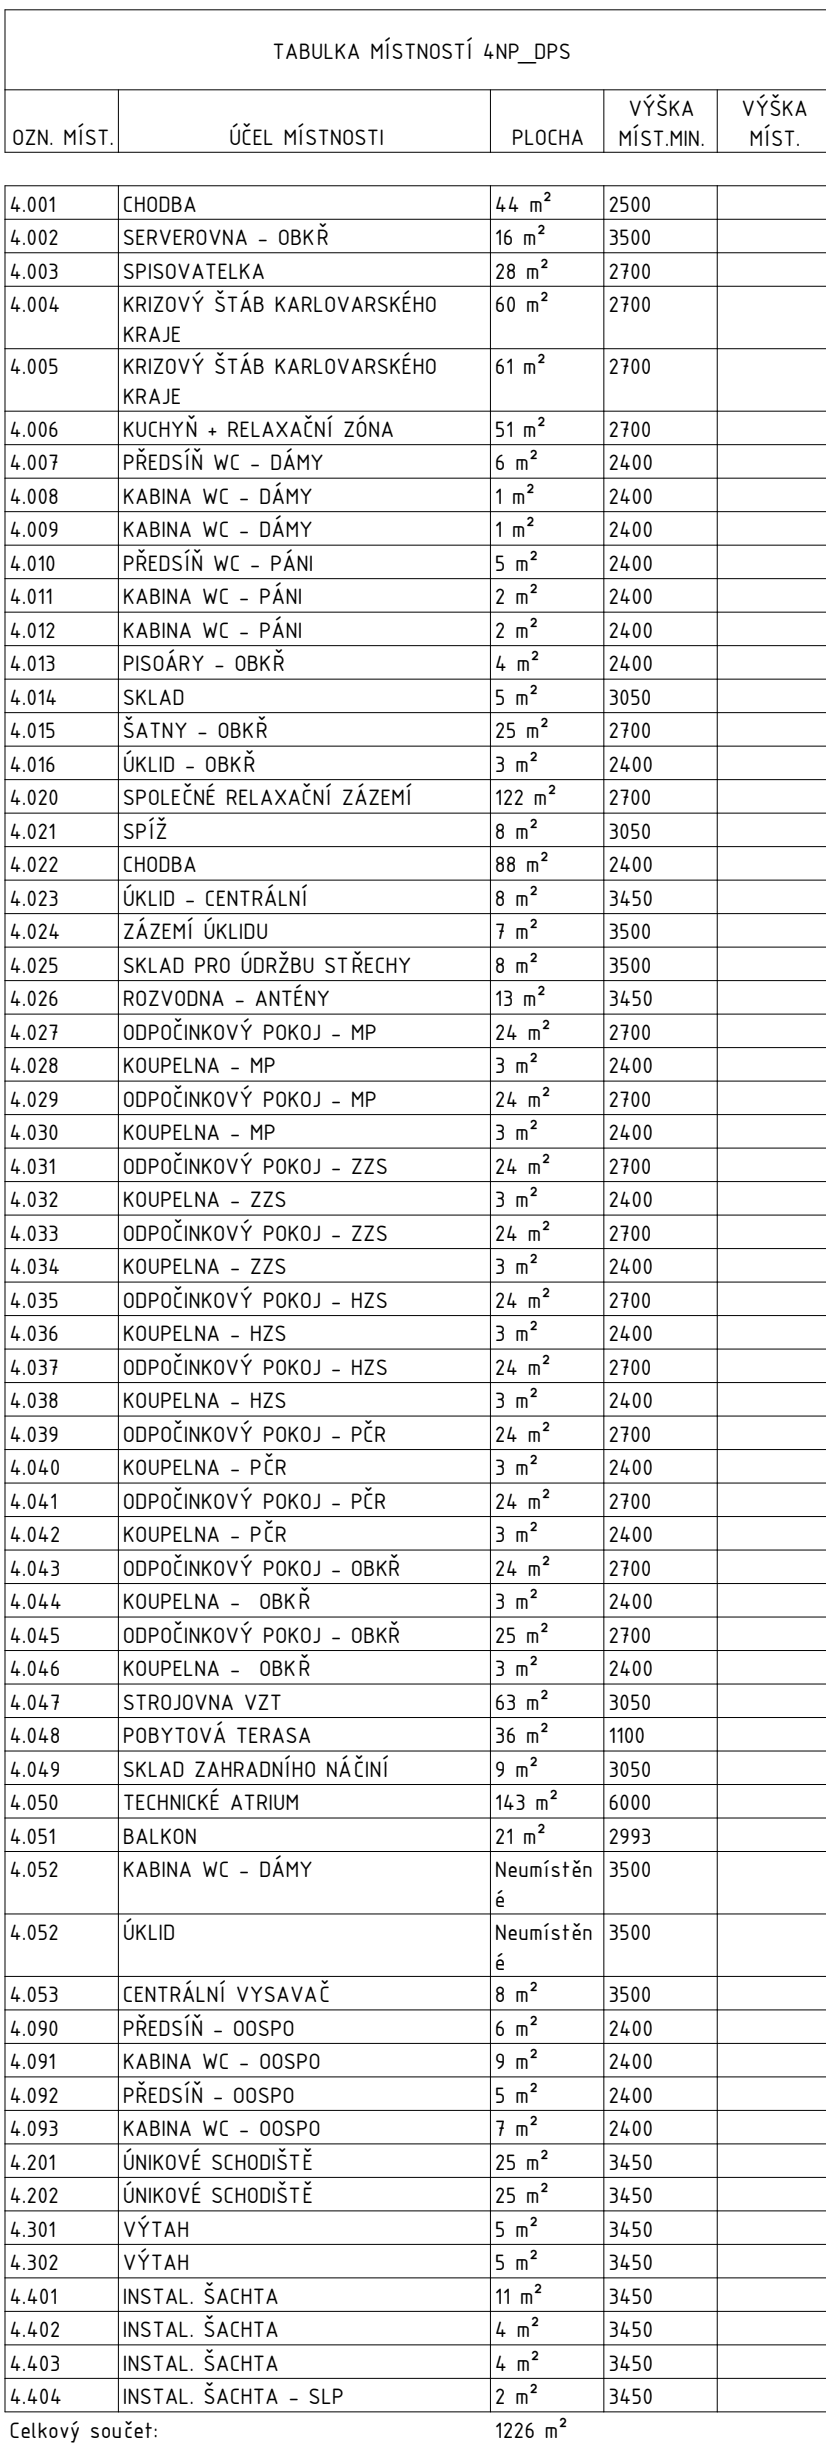 TABULKA MÍSTNOSTÍ 4NP_DPS
OZN. MÍST. ÚČEL MÍSTNOSTI PLOCHA VÝŠKA MÍST.MIN. VÝŠKA MÍST.
4.001 CHODBA 44 m² 2500
4.002 SERVEROVNA - OBKŘ 16 m² 3500
4.003 SPISOVATELKA 28 m² 2700
4.004 KRIZOVÝ ŠTÁB KARLOVARSKÉHO 60 m² 2700
KRAJE
4.005 KRIZOVÝ ŠTÁB KARLOVARSKÉHO 61 m² 2700
KRAJE
4.006 KUCHYŇ + RELAXAČNÍ ZÓNA 51 m² 2700
4.007 PŘEDSÍŇ WC - DÁMY 6 m² 2400
4.008 KABINA WC - DÁMY 1 m² 2400
4.009 KABINA WC - DÁMY 1 m² 2400
4.010 PŘEDSÍŇ WC - PÁNI 5 m² 2400
4.011 KABINA WC - PÁNI 2 m² 2400
4.012 KABINA WC - PÁNI 2 m² 2400
4.013 PISOÁRY - OBKŘ 4 m² 2400
4.014 SKLAD 5 m² 3050
4.015 ŠATNY - OBKŘ 25 m² 2700
4.016 ÚKLID - OBKŘ 3 m² 2400
4.020 SPOLEČNÉ RELAXAČNÍ ZÁZEMÍ 122 m² 2700
4.021 SPÍŽ 8 m² 3050
4.022 CHODBA 88 m² 2400
4.023 ÚKLID - CENTRÁLNÍ 8 m² 3450
4.024 ZÁZEMÍ ÚKLIDU 7 m² 3500
4.025 SKLAD PRO ÚDRŽBU STŘECHY 8 m² 3500
4.026 ROZVODNA - ANTÉNY 13 m² 3450
4.027 ODPOČINKOVÝ POKOJ - MP 24 m² 2700
4.028 KOUPELNA - MP 3 m² 2400
4.029 ODPOČINKOVÝ POKOJ - MP 24 m² 2700
4.030 KOUPELNA - MP 3 m² 2400
4.031 ODPOČINKOVÝ POKOJ - ZZS 24 m² 2700
4.032 KOUPELNA - ZZS 3 m² 2400
4.033 ODPOČINKOVÝ POKOJ - ZZS 24 m² 2700
4.034 KOUPELNA - ZZS 3 m² 2400
4.035 ODPOČINKOVÝ POKOJ - HZS 24 m² 2700
4.036 KOUPELNA - HZS 3 m² 2400
4.037 ODPOČINKOVÝ POKOJ - HZS 24 m² 2700
4.038 KOUPELNA - HZS 3 m² 2400
4.039 ODPOČINKOVÝ POKOJ - PČR 24 m² 2700
4.040 KOUPELNA - PČR 3 m² 2400
4.041 ODPOČINKOVÝ POKOJ - PČR 24 m² 2700
4.042 KOUPELNA - PČR 3 m² 2400
4.043 ODPOČINKOVÝ POKOJ - OBKŘ 24 m² 2700
4.044 KOUPELNA - OBKŘ 3 m² 2400
4.045 ODPOČINKOVÝ POKOJ - OBKŘ 25 m² 2700
4.046 KOUPELNA - OBKŘ 3 m² 2400
4.047 STROJOVNA VZT 63 m² 3050
4.048 POBYTOVÁ TERASA 36 m² 1100
4.049 SKLAD ZAHRADNÍHO NÁČINÍ 9 m² 3050
4.050 TECHNICKÉ ATRIUM 143 m² 6000
4.051 BALKON 21 m² 2993
4.052 KABINA WC - DÁMY Neumístěn 3500
é
4.052 ÚKLID Neumístěn 3500
é
4.053 CENTRÁLNÍ VYSAVAČ 8 m² 3500
4.090 PŘEDSÍŇ - OOSPO 6 m² 2400
4.091 KABINA WC - OOSPO 9 m² 2400
4.092 PŘEDSÍŇ - OOSPO 5 m² 2400
4.093 KABINA WC - OOSPO 7 m² 2400
4.201 ÚNIKOVÉ SCHODIŠTĚ 25 m² 3450
4.202 ÚNIKOVÉ SCHODIŠTĚ 25 m² 3450
4.301 VÝTAH 5 m² 3450
4.302 VÝTAH 5 m² 3450
4.401 INSTAL. ŠACHTA 11 m² 3450
4.402 INSTAL. ŠACHTA 4 m² 3450
4.403 INSTAL. ŠACHTA 4 m² 3450
4.404 INSTAL. ŠACHTA - SLP 2 m² 3450
Celkový součet: 1226 m²